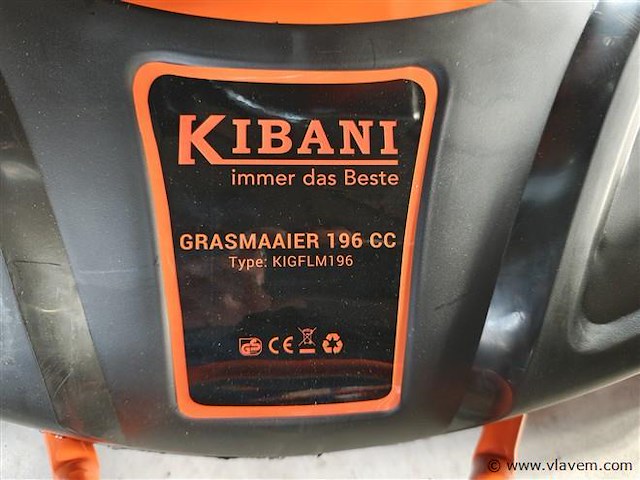 KIBANI
immer das Beste
GRASMAAIER 196 CC
Type: KIGFLM196
CE
© www.vlavem.com